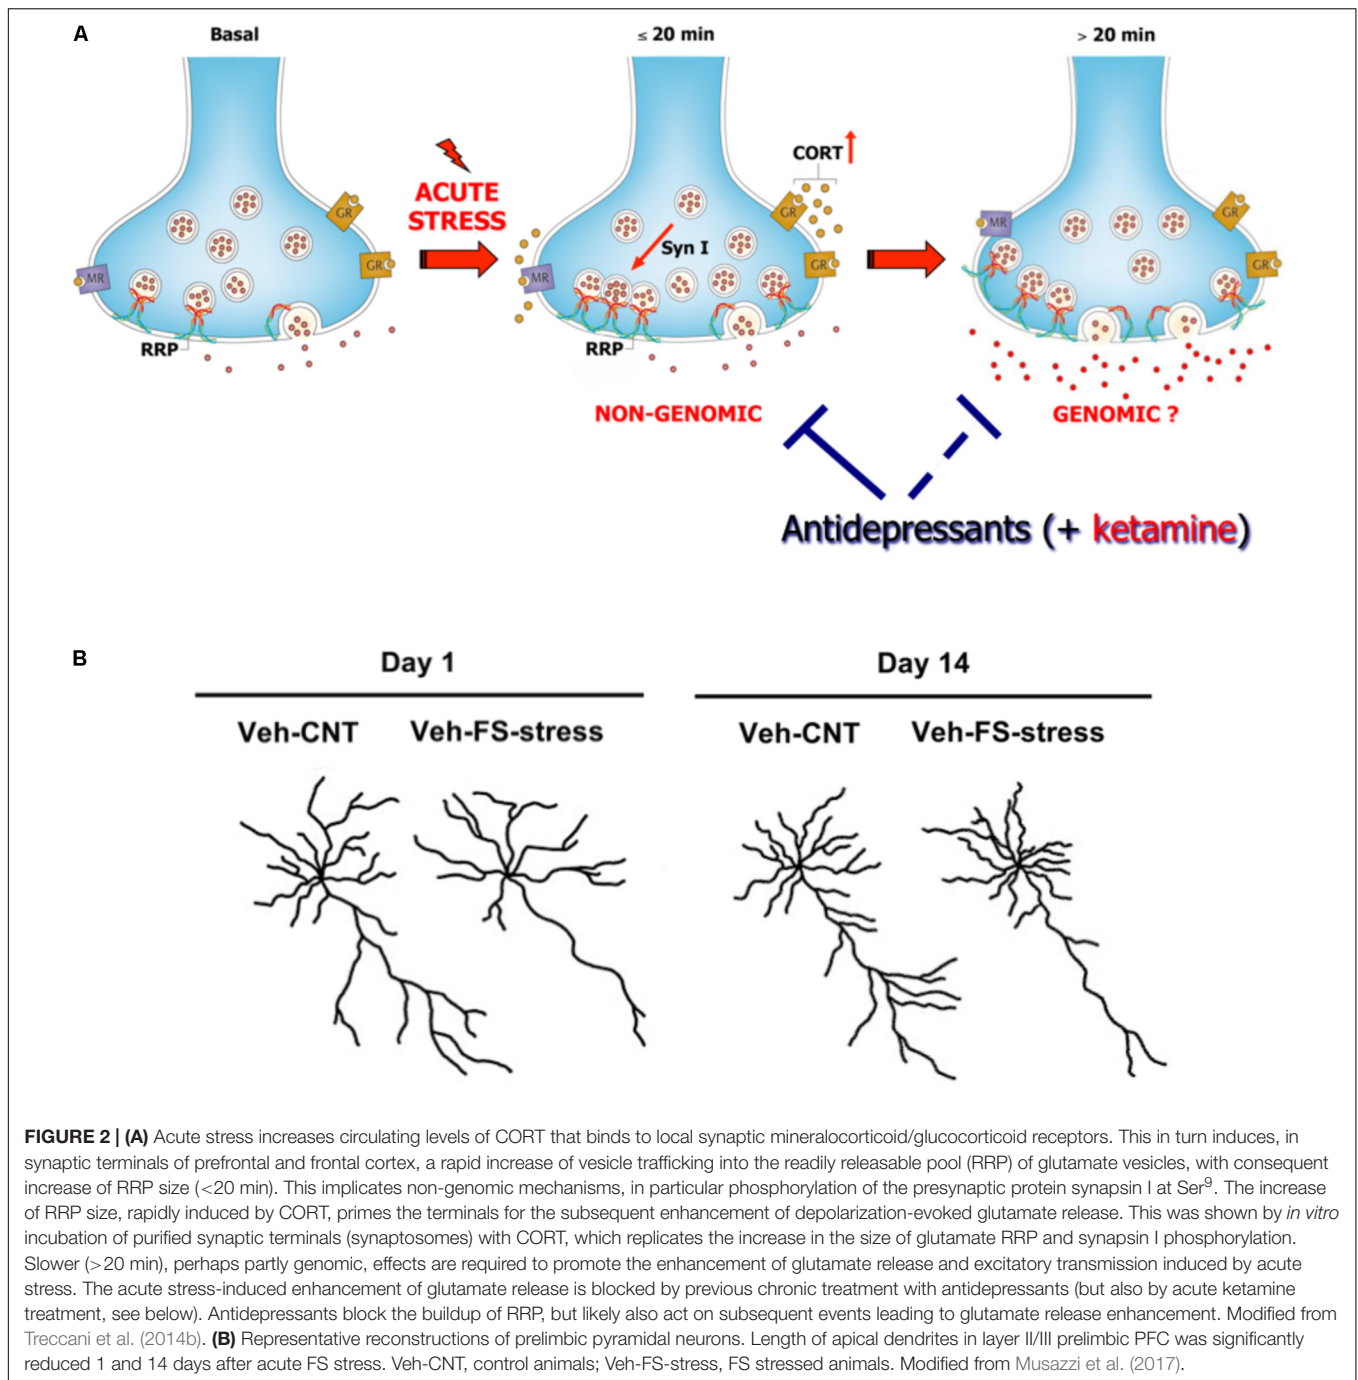 A
Basal
≤ 20 min
> 20 min
ACUTE
STRESS
CORT
GR
GR
MR
RRP
GR
GR
MR
Syn I
RRP
MR
GR
GR
NON-GENOMIC
GENOMIC ?
Antidepressants (+ ketamine)
B
Day 1
Day 14
Veh-CNT
Veh-FS-stress
Veh-CNT
Veh-FS-stress
FIGURE 2 | (A) Acute stress increases circulating levels of CORT that binds to local synaptic mineralocorticoid/glucocorticoid receptors. This in turn induces, in
synaptic terminals of prefrontal and frontal cortex, a rapid increase of vesicle trafficking into the readily releasable pool (RRP) of glutamate vesicles, with consequent
increase of RRP size (<20 min). This implicates non-genomic mechanisms, in particular phosphorylation of the presynaptic protein synapsin I at Ser⁹. The increase
of RRP size, rapidly induced by CORT, primes the terminals for the subsequent enhancement of depolarization-evoked glutamate release. This was shown by in vitro
incubation of purified synaptic terminals (synaptosomes) with CORT, which replicates the increase in the size of glutamate RRP and synapsin I phosphorylation.
Slower (>20 min), perhaps partly genomic, effects are required to promote the enhancement of glutamate release and excitatory transmission induced by acute
stress. The acute stress-induced enhancement of glutamate release is blocked by previous chronic treatment with antidepressants (but also by acute ketamine
treatment, see below). Antidepressants block the buildup of RRP, but likely also act on subsequent events leading to glutamate release enhancement. Modified from
Treccani et al. (2014b). (B) Representative reconstructions of prelimbic pyramidal neurons. Length of apical dendrites in layer II/III prelimbic PFC was significantly
reduced 1 and 14 days after acute FS stress. Veh-CNT, control animals; Veh-FS-stress, FS stressed animals. Modified from Musazzi et al. (2017).